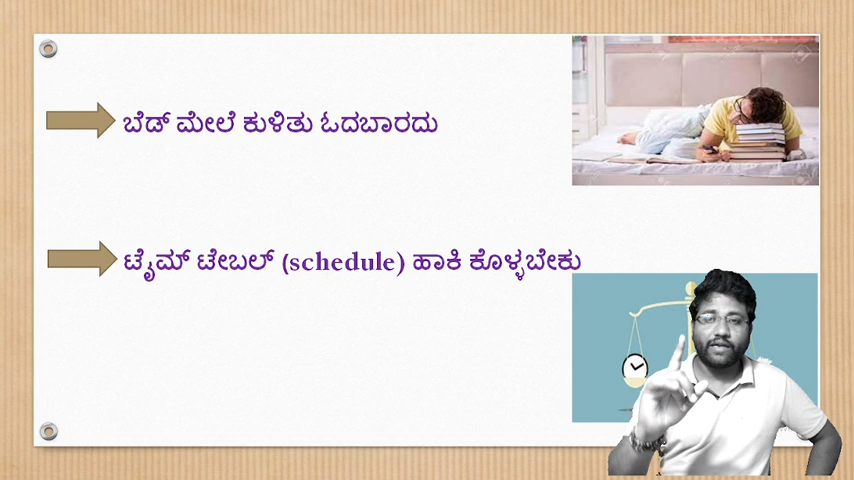 ಬೆಡ್ ಮೇಲೆ ಕುಳಿತು ಓದಬಾರದು
ಟೈಮ್ ಟೇಬಲ್ (schedule) ಹಾಕಿ ಕೊಳ್ಳಬೇಕು